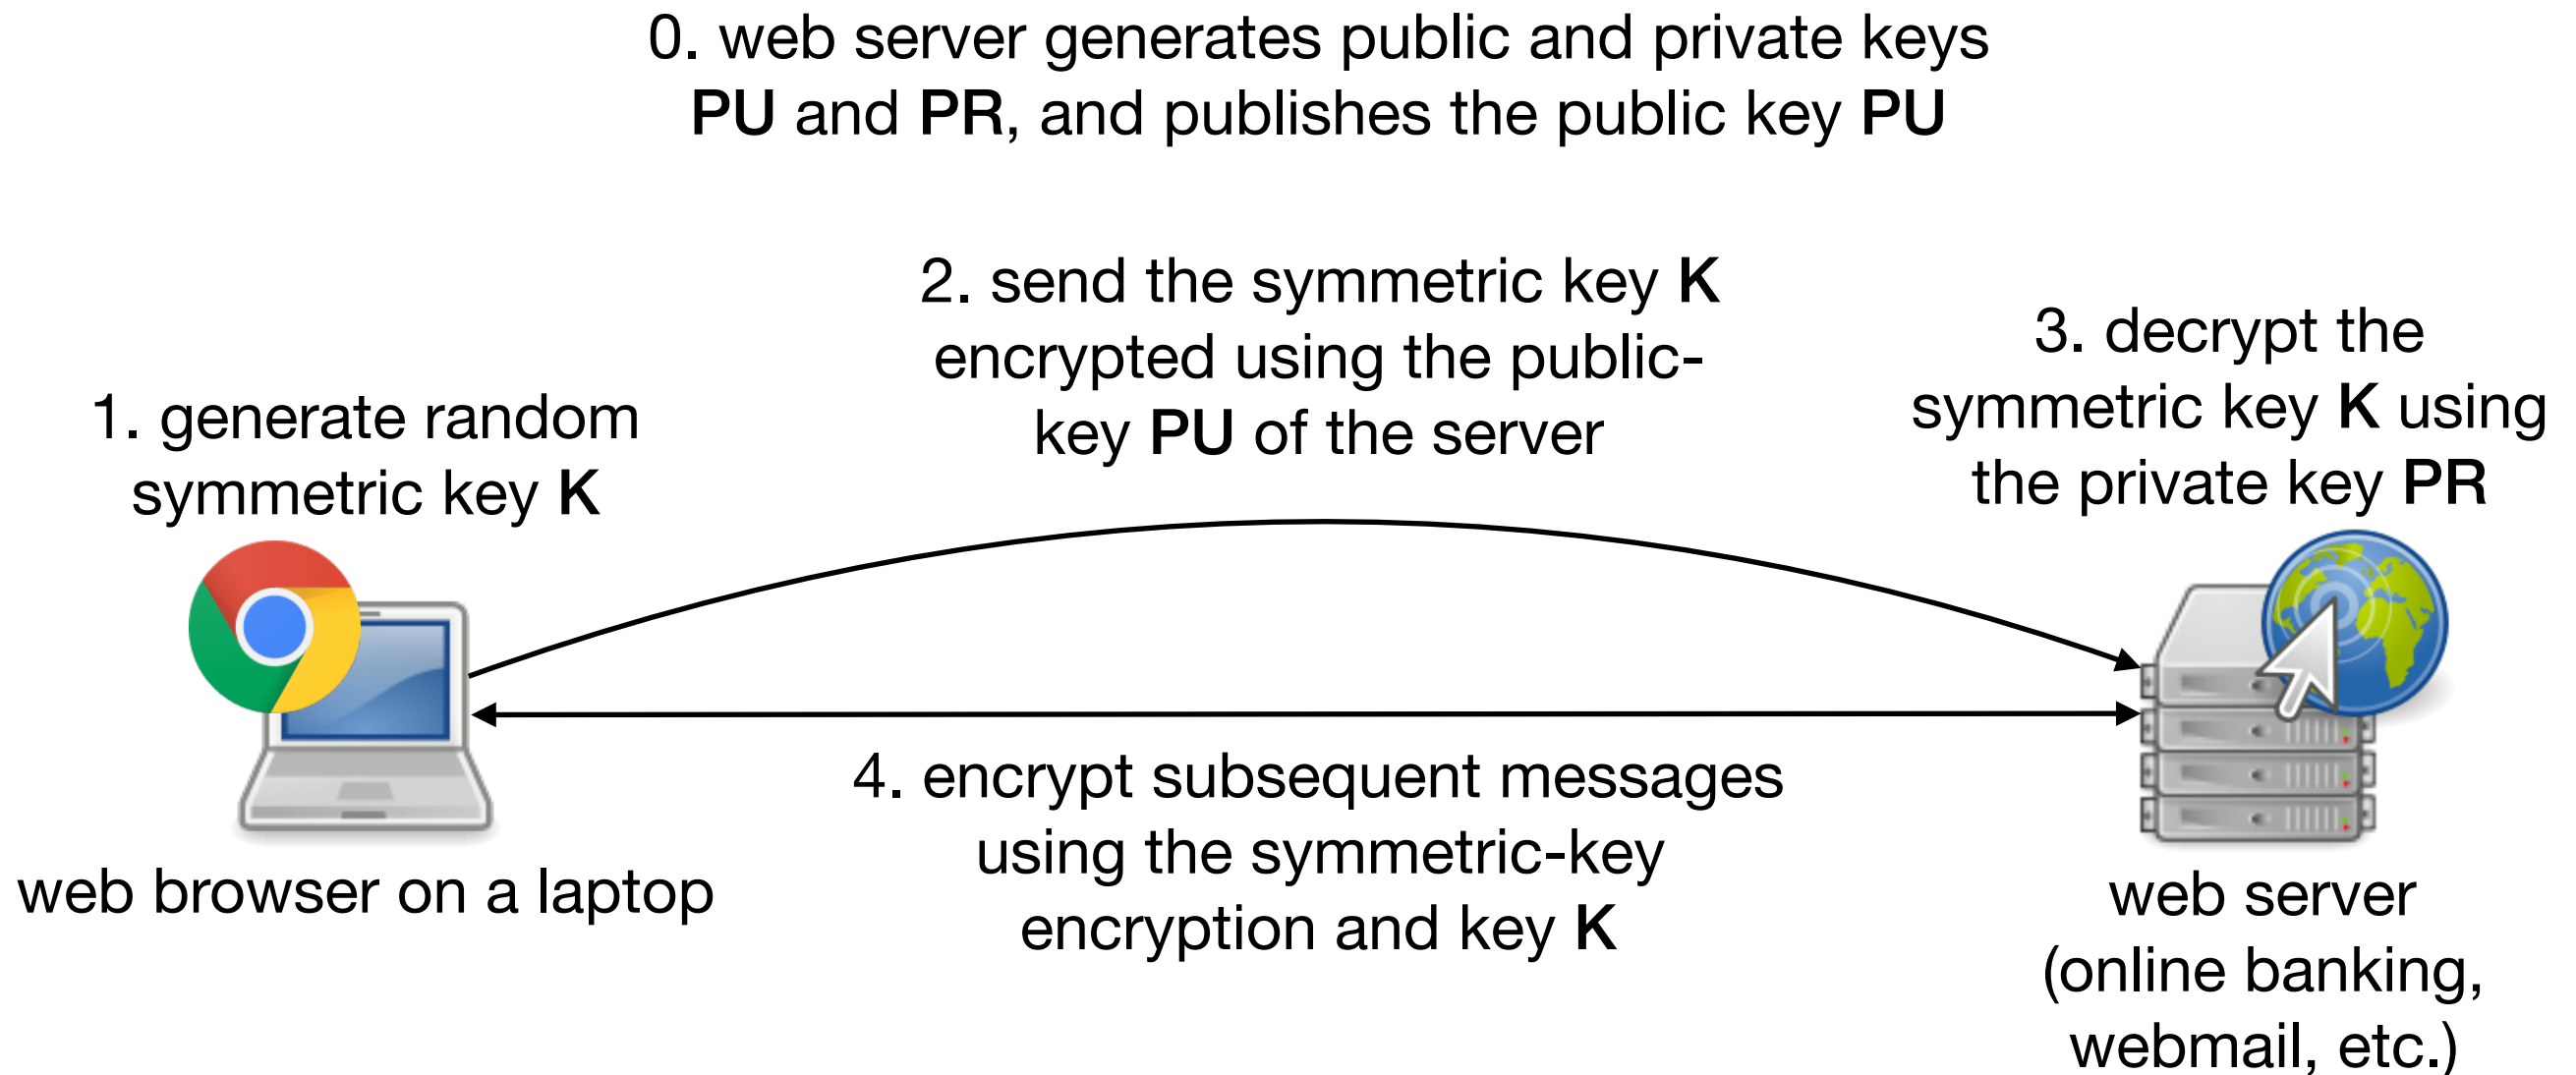 0. web server generates public and private keys
PU and PR, and publishes the public key PU
1. generate random
symmetric key K
2. send the symmetric key K
encrypted using the public-
key PU of the server
3. decrypt the
symmetric key K using
the private key PR
4. encrypt subsequent messages
using the symmetric-key
encryption and key K
web browser on a laptop
web server
(online banking,
webmail, etc.)